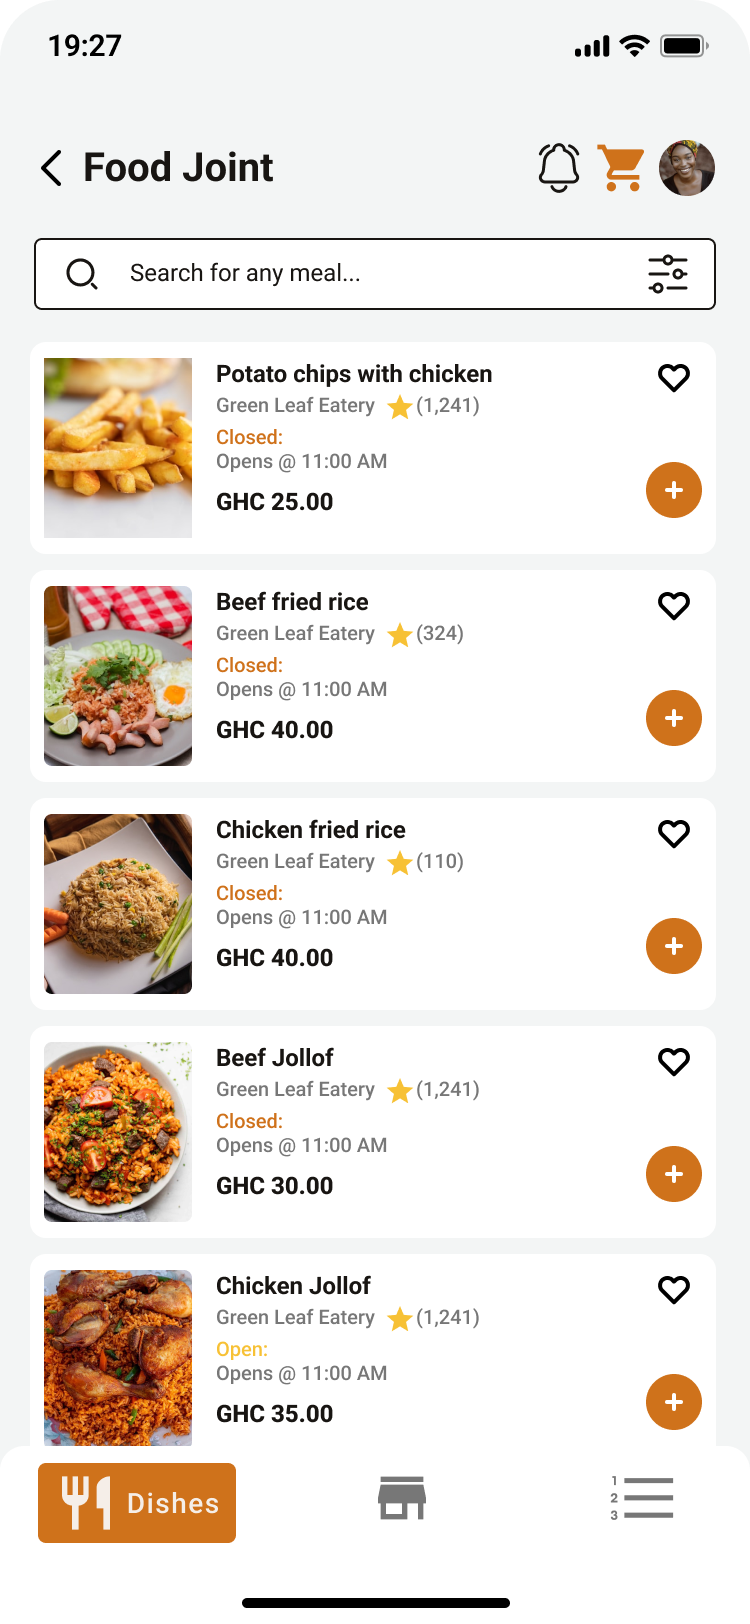 19:27
Food Joint
Search for any meal...
Potato chips with chicken
Green Leaf Eatery (1,241)
Closed:
Opens @ 11:00 AM
GHC 25.00
Beef fried rice
Green Leaf Eatery (324)
Closed:
Opens @ 11:00 AM
GHC 40.00
Chicken fried rice
Green Leaf Eatery (110)
Closed:
Opens @ 11:00 AM
GHC 40.00
Beef Jollof
Green Leaf Eatery (1,241)
Closed:
Opens @ 11:00 AM
GHC 30.00
Chicken Jollof
Green Leaf Eatery (1,241)
Open:
Opens @ 11:00 AM
GHC 35.00
Dishes
1
2
3